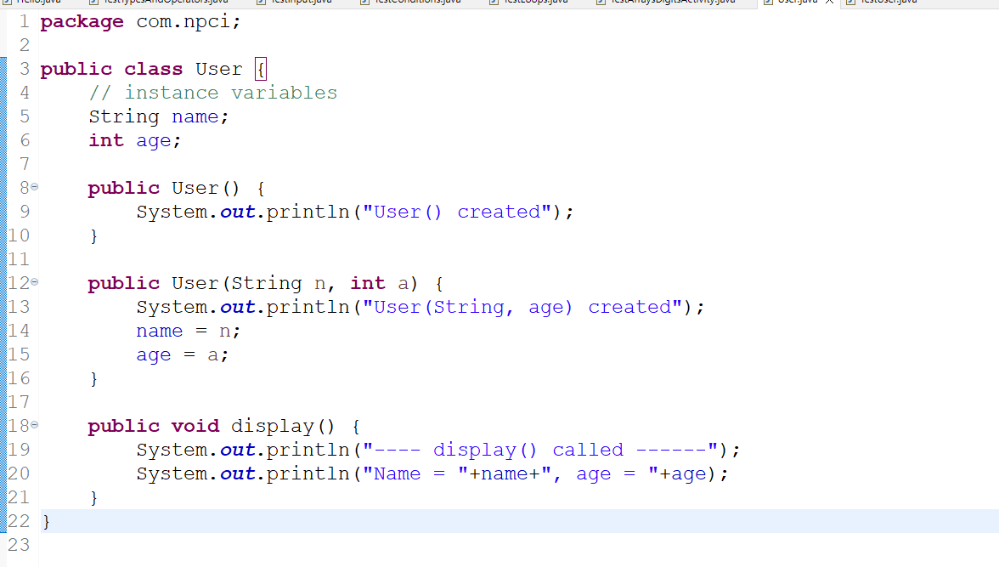 Hello.java TestTypesAndOperators.java TestInput.java TestConditions.java TestLoops.java TestArraysDigitsActivity.java User.java TestUser.java
1 package com.npci;
2
3 public class User {
4     // instance variables
5     String name;
6     int age;
7
8     public User() {
9         System.out.println("User() created");
10     }
11
12     public User(String n, int a) {
13         System.out.println("User(String, age) created");
14         name = n;
15         age = a;
16     }
17
18     public void display() {
19         System.out.println("---- display() called ------");
20         System.out.println("Name = "+name+", age = "+age);
21     }
22 }
23